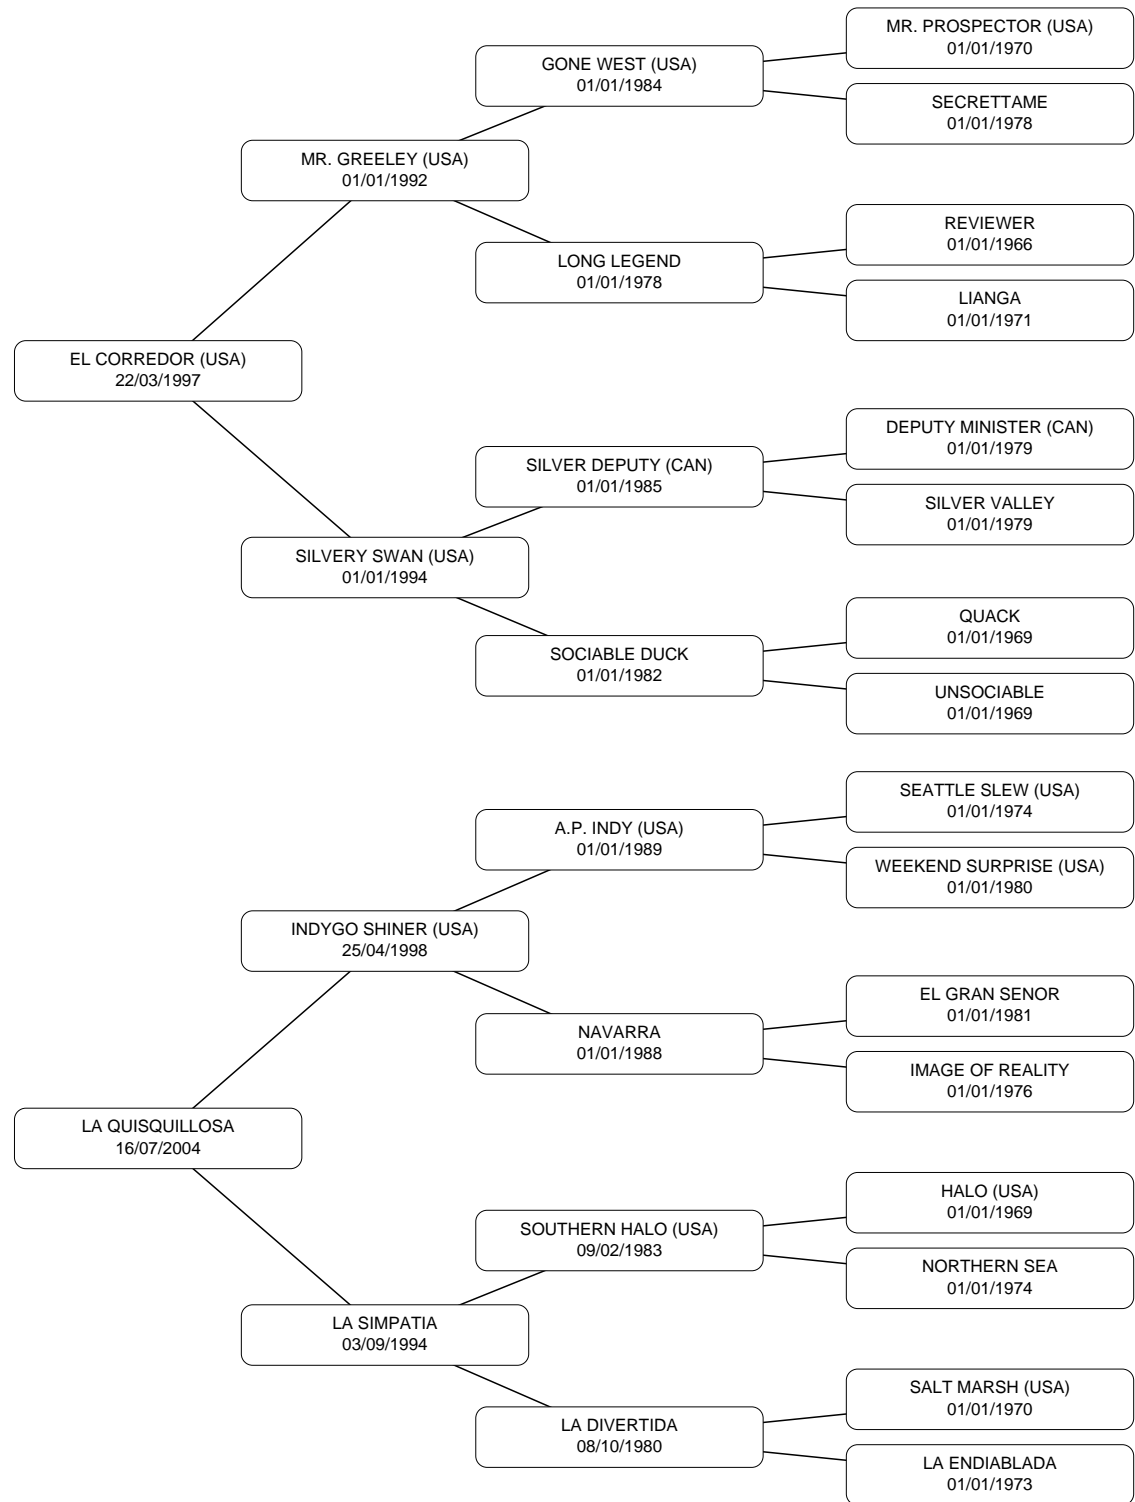 MR. PROSPECTOR (USA)
01/01/1970
GONE WEST (USA)
01/01/1984
SECRETTAME
01/01/1978
MR. GREELEY (USA)
01/01/1992
REVIEWER
01/01/1966
LONG LEGEND
01/01/1978
LIANGA
01/01/1971
EL CORREDOR (USA)
22/03/1997
DEPUTY MINISTER (CAN)
01/01/1979
SILVER DEPUTY (CAN)
01/01/1985
SILVER VALLEY
01/01/1979
SILVERY SWAN (USA)
01/01/1994
QUACK
01/01/1969
SOCIABLE DUCK
01/01/1982
UNSOCIABLE
01/01/1969
SEATTLE SLEW (USA)
01/01/1974
A.P. INDY (USA)
01/01/1989
WEEKEND SURPRISE (USA)
01/01/1980
INDYGO SHINER (USA)
25/04/1998
EL GRAN SENOR
01/01/1981
NAVARRA
01/01/1988
IMAGE OF REALITY
01/01/1976
LA QUISQUILLOSA
16/07/2004
HALO (USA)
01/01/1969
SOUTHERN HALO (USA)
09/02/1983
NORTHERN SEA
01/01/1974
LA SIMPATIA
03/09/1994
SALT MARSH (USA)
01/01/1970
LA DIVERTIDA
08/10/1980
LA ENDIABLADA
01/01/1973